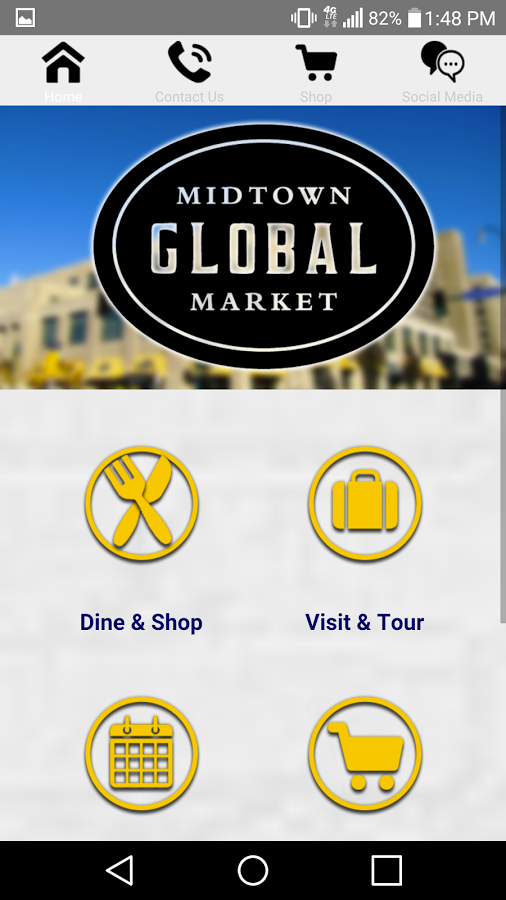 4G
LTE
82%
1:48 PM
Home
Contact Us
Shop
Social Media
MIDTOWN
GLOBAL
MARKET
Dine & Shop
Visit & Tour